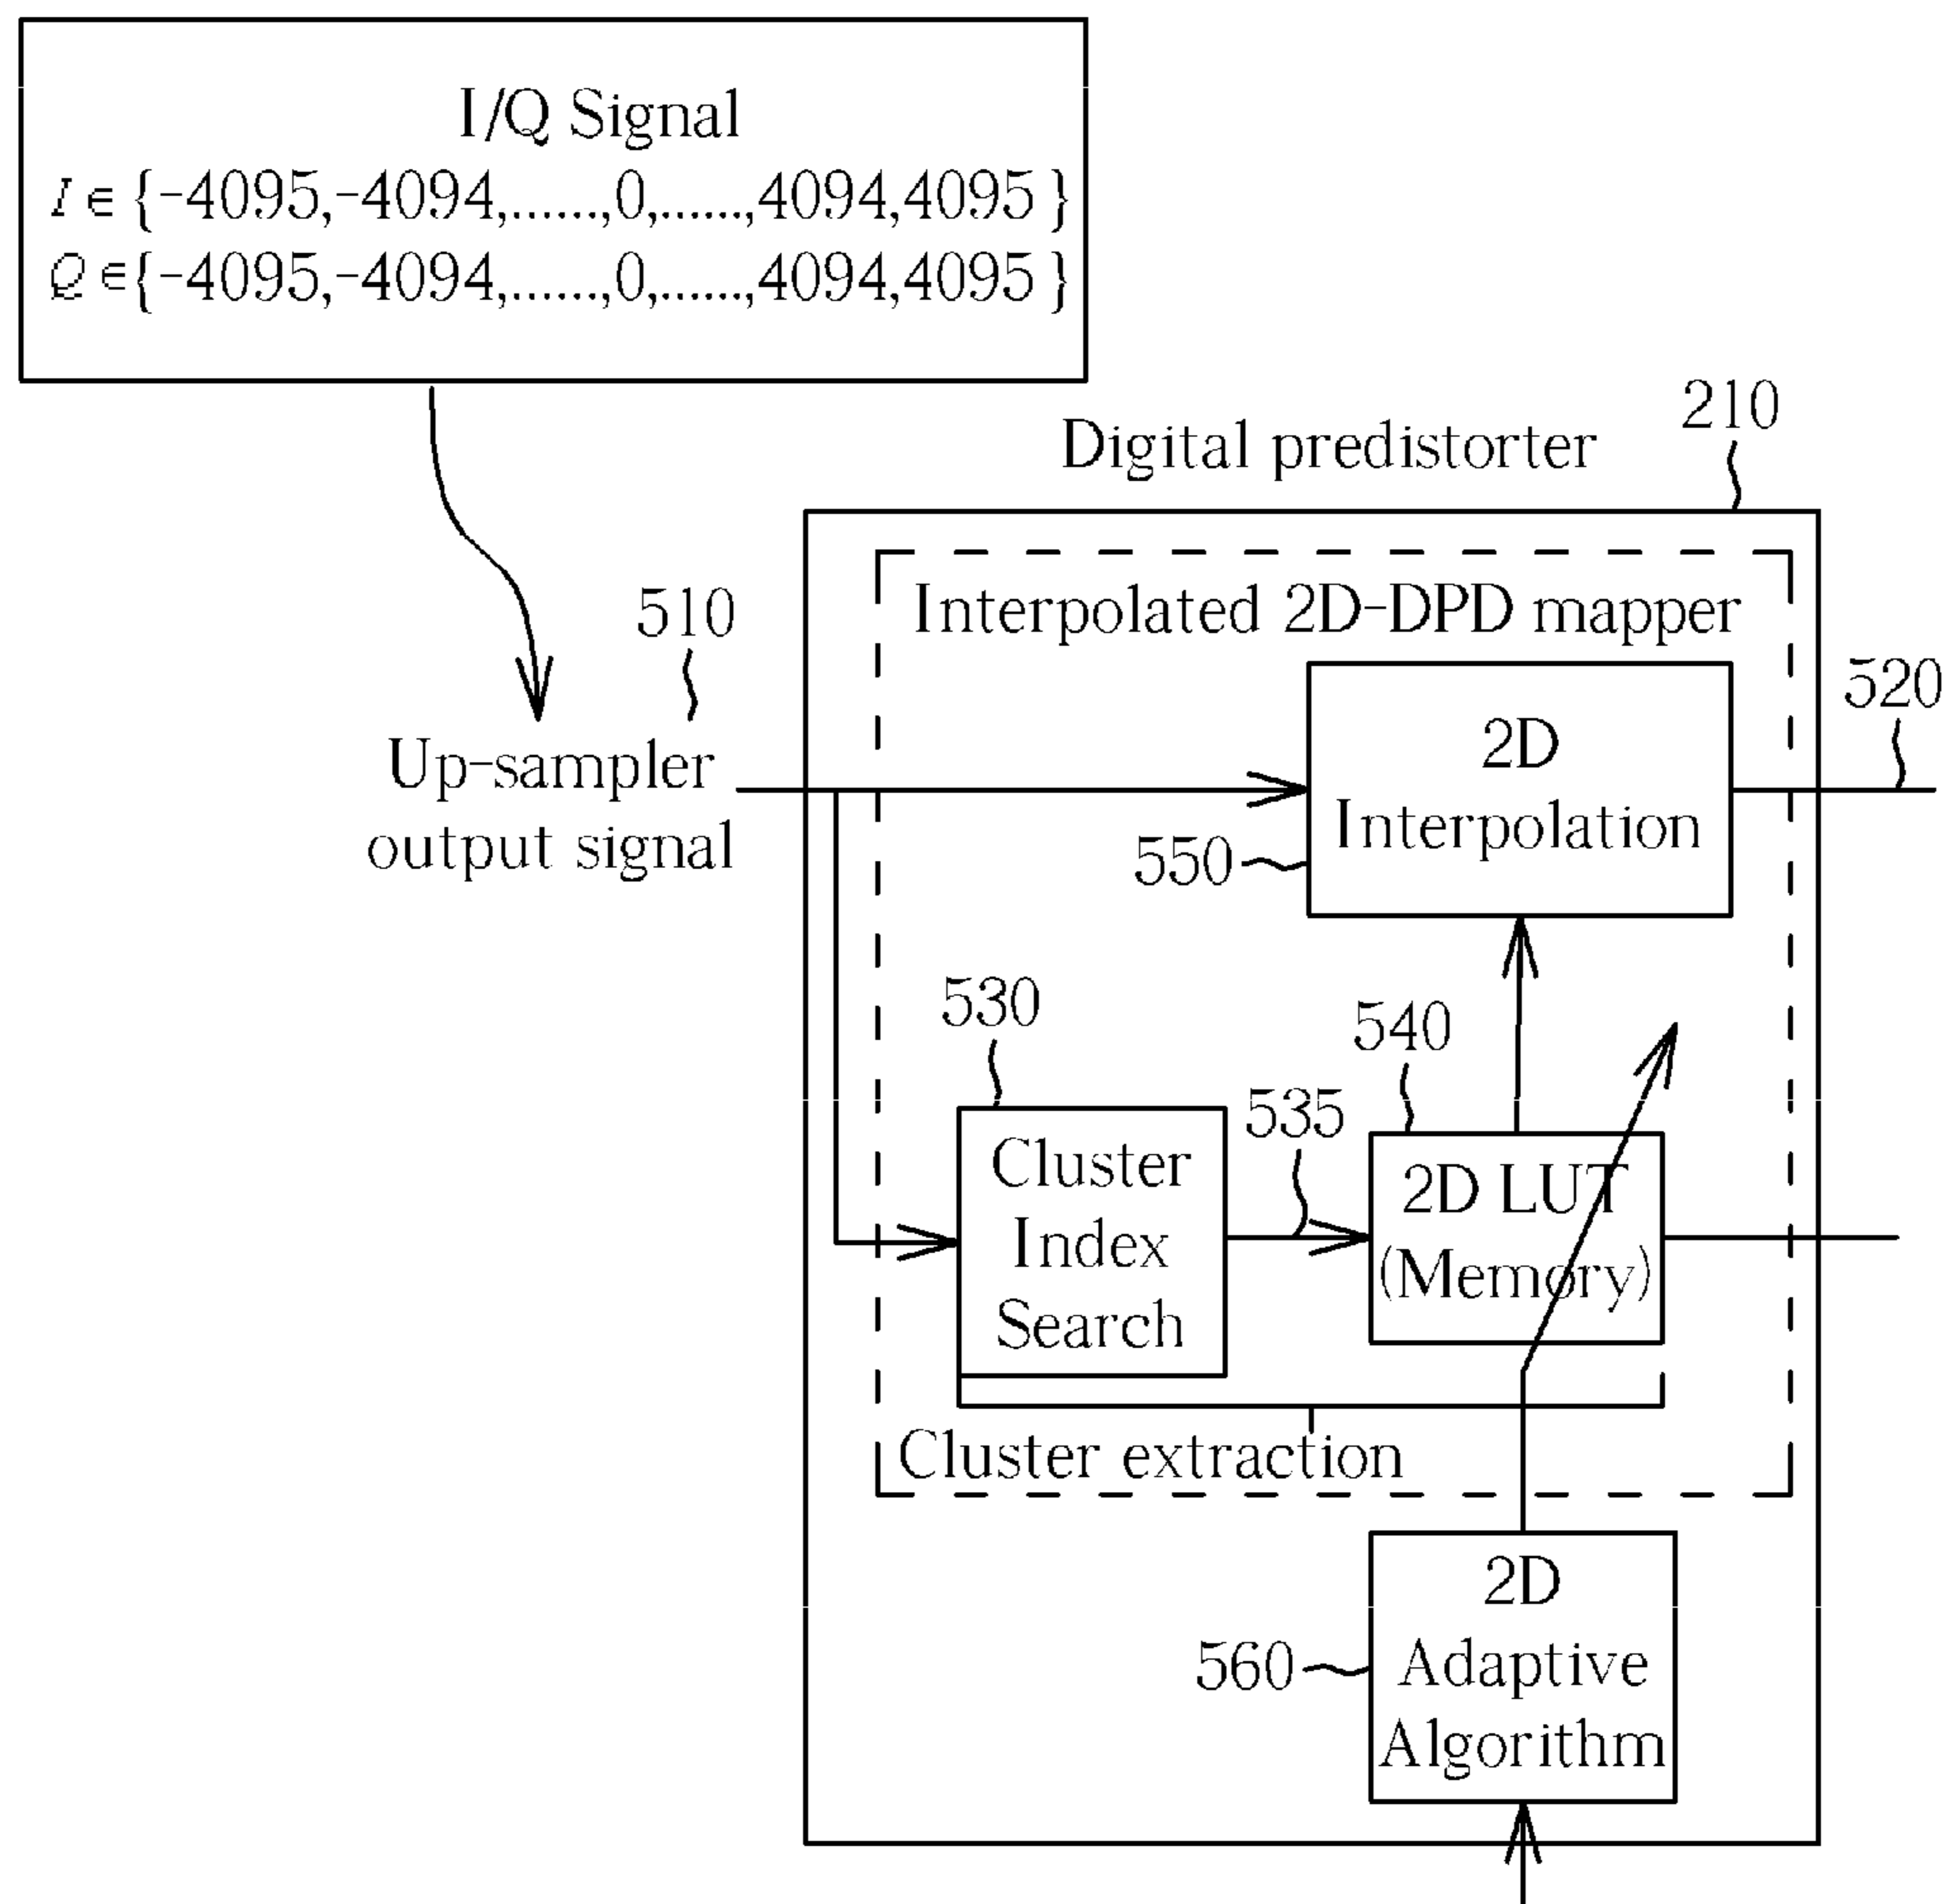 I/Q Signal
I ∈ {-4095,-4094,......,0,......,4094,4095 }
Q ∈{-4095,-4094,......,0,......,4094,4095 }
210
Digital predistorter
Interpolated 2D-DPD mapper
510
520
Up-sampler
output signal
2D
Interpolation
550
530
540
535
Cluster
Index
Search
2D LUT
(Memory)
Cluster extraction
560
2D
Adaptive
Algorithm